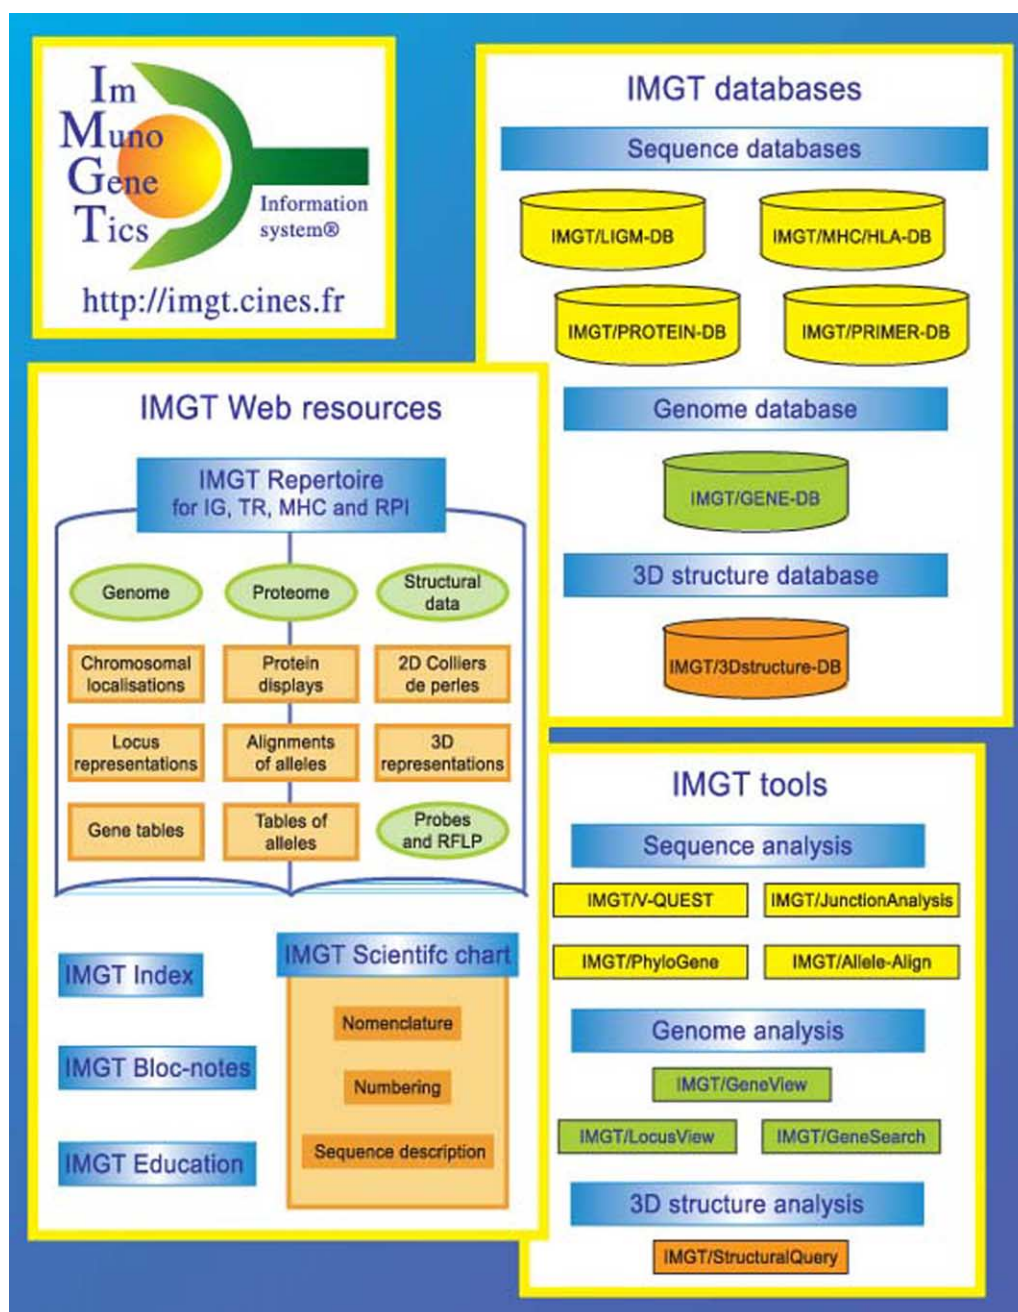 Im
Muno
Gene
Tics
Information
system®
http://imgt.cines.fr
IMGT databases
Sequence databases
IMGT/LIGM-DB
IMGT/MHC/HLA-DB
IMGT/PROTEIN-DB
IMGT/PRIMER-DB
Genome database
IMGT/GENE-DB
3D structure database
IMGT/3Dstructure-DB
IMGT Web resources
IMGT Repertoire
for IG, TR, MHC and RPI
Genome
Proteome
Structural
data
Chromosomal
localisations
Protein
displays
2D Colliers
de perles
Locus
representations
Alignments
of alleles
3D
representations
Gene tables
Tables of
alleles
Probes
and RFLP
IMGT Index
IMGT Bloc-notes
IMGT Education
IMGT Scientifc chart
Nomenclature
Numbering
Sequence description
IMGT tools
Sequence analysis
IMGT/V-QUEST
IMGT/JunctionAnalysis
IMGT/PhyloGene
IMGT/Allele-Align
Genome analysis
IMGT/GeneView
IMGT/LocusView
IMGT/GeneSearch
3D structure analysis
IMGT/StructuralQuery